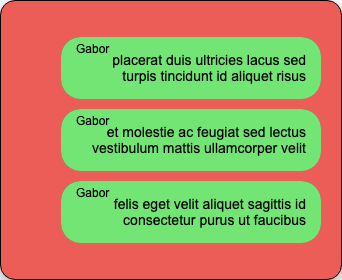 Gabor
placerat duis ultricies lacus sed
turpis tincidunt id aliquet risus
Gabor
et molestie ac feugiat sed lectus
vestibulum mattis ullamcorper velit
Gabor
felis eget velit aliquet sagittis id
consectetur purus ut faucibus